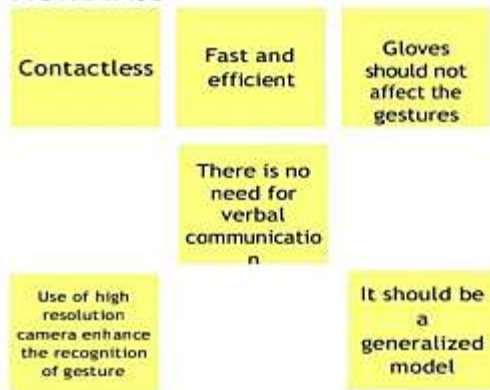 Contactless
Fast and
efficient
Gloves
should not
affect the
gestures
There is no
need for
verbal
communicatio
n
Use of high
resolution
camera enhance
the recognition
of gesture
It should be
a
generalized
model